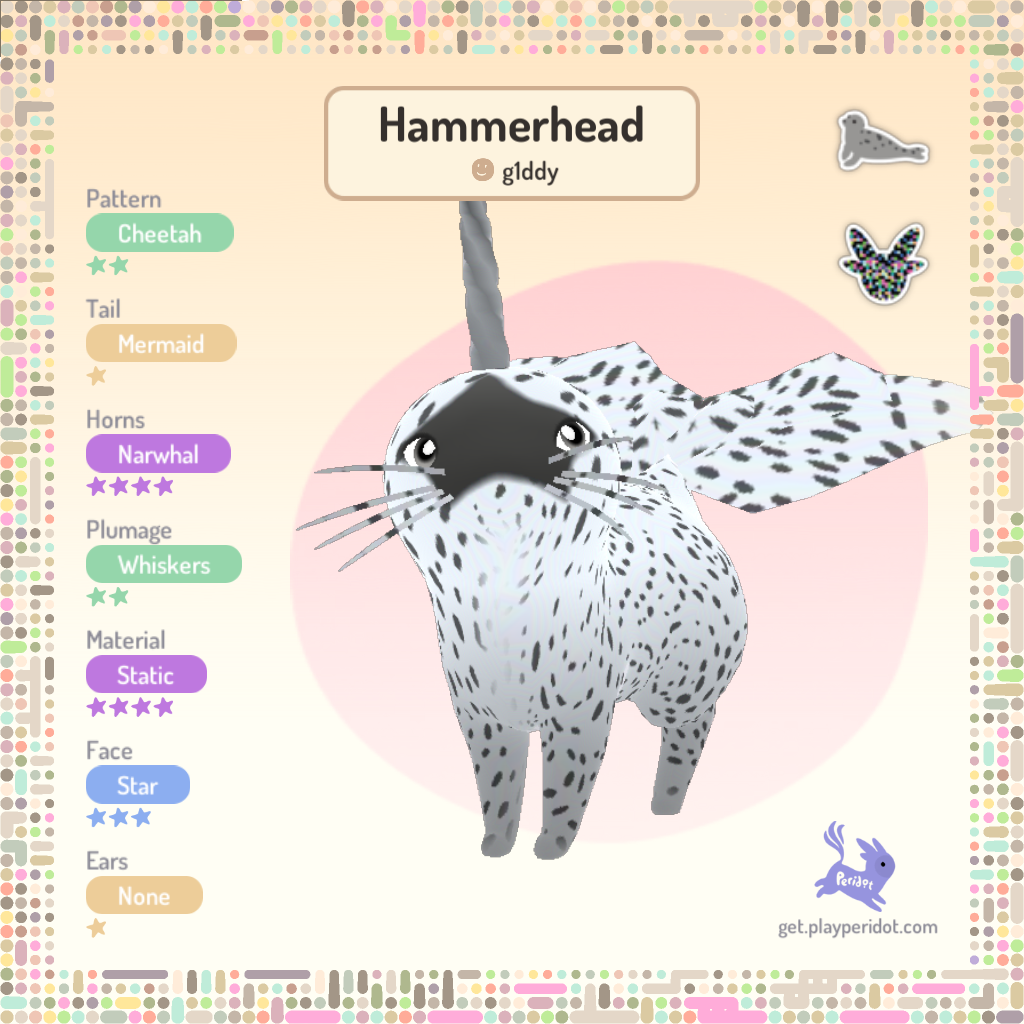 Hammerhead
g1ddy
Pattern
Cheetah
Tail
Mermaid
Horns
Narwhal
Plumage
Whiskers
Material
Static
Face
Star
Ears
None
Peridot
get.playperidot.com